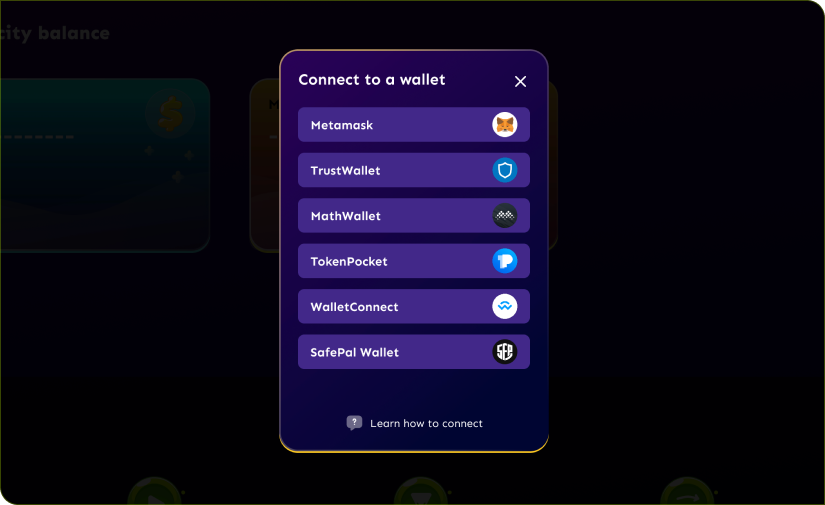 city balance
Connect to a wallet
Metamask
TrustWallet
MathWallet
TokenPocket
WalletConnect
SafePal Wallet
? Learn how to connect